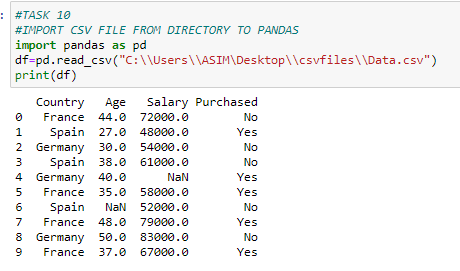 :
#TASK 10
#IMPORT CSV FILE FROM DIRECTORY TO PANDAS
import pandas as pd
df=pd.read_csv("C:\\Users\\ASIM\Desktop\\csvfiles\\Data.csv")
print(df)
Country Age Salary Purchased
0 France 44.0 72000.0 No
1 Spain 27.0 48000.0 Yes
2 Germany 30.0 54000.0 No
3 Spain 38.0 61000.0 No
4 Germany 40.0 NaN Yes
5 France 35.0 58000.0 Yes
6 Spain NaN 52000.0 No
7 France 48.0 79000.0 Yes
8 Germany 50.0 83000.0 No
9 France 37.0 67000.0 Yes